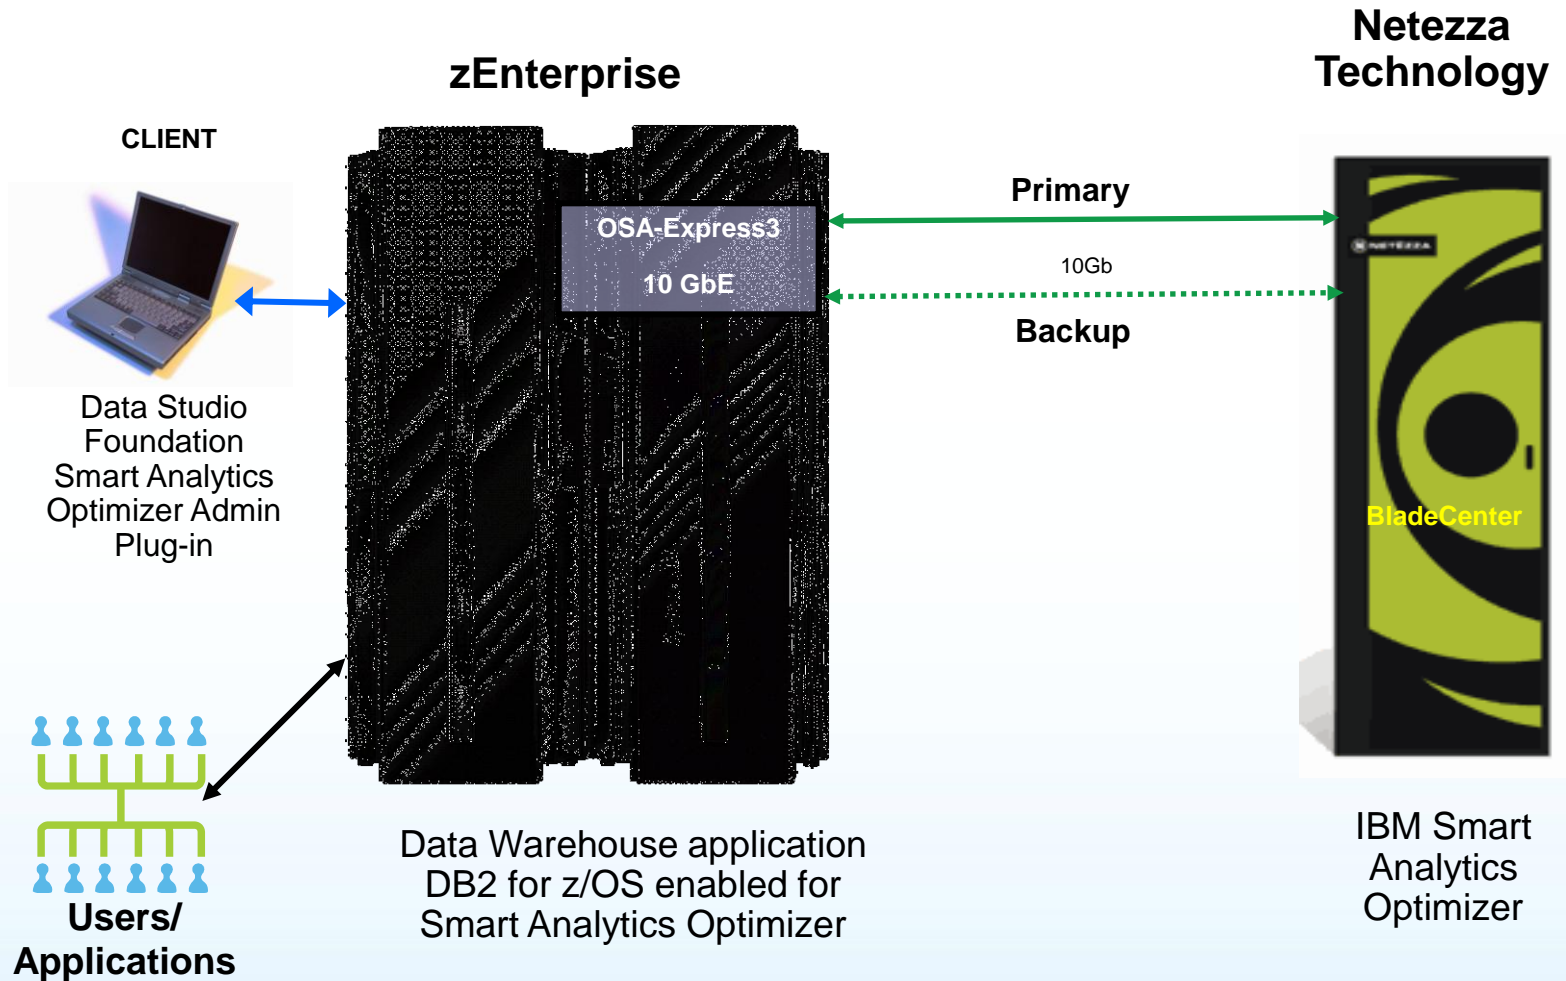 Netezza
Technology
zEnterprise
CLIENT
OSA-Express3
10 GbE
Primary
10Gb
Backup
NETEZZA
BladeCenter
Data Studio
Foundation
Smart Analytics
Optimizer Admin
Plug-in
Users/
Applications
Data Warehouse application
DB2 for z/OS enabled for
Smart Analytics Optimizer
IBM Smart
Analytics
Optimizer